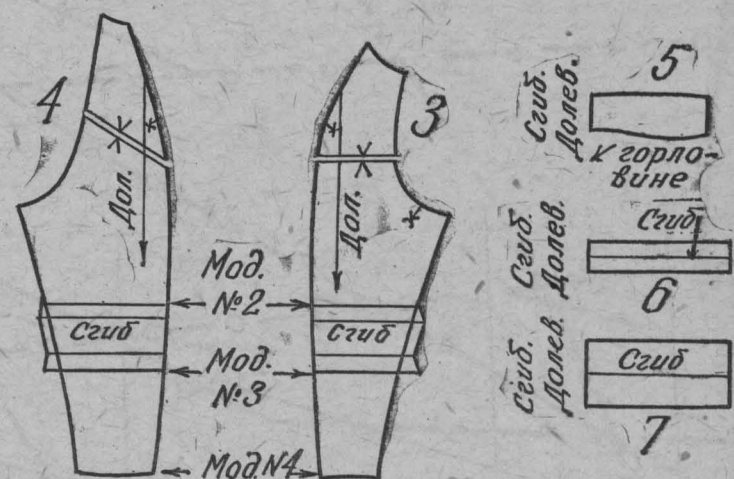 4
Дол.
Сгиб
Мод.
№2
Мод.
№3
Мод.№4
3
Дол.
Сгиб
5
Сгиб.
Долев.
к горло-
вине
Сгиб.
Долев.
Сгиб
6
Сгиб.
Долев.
Сгиб
7